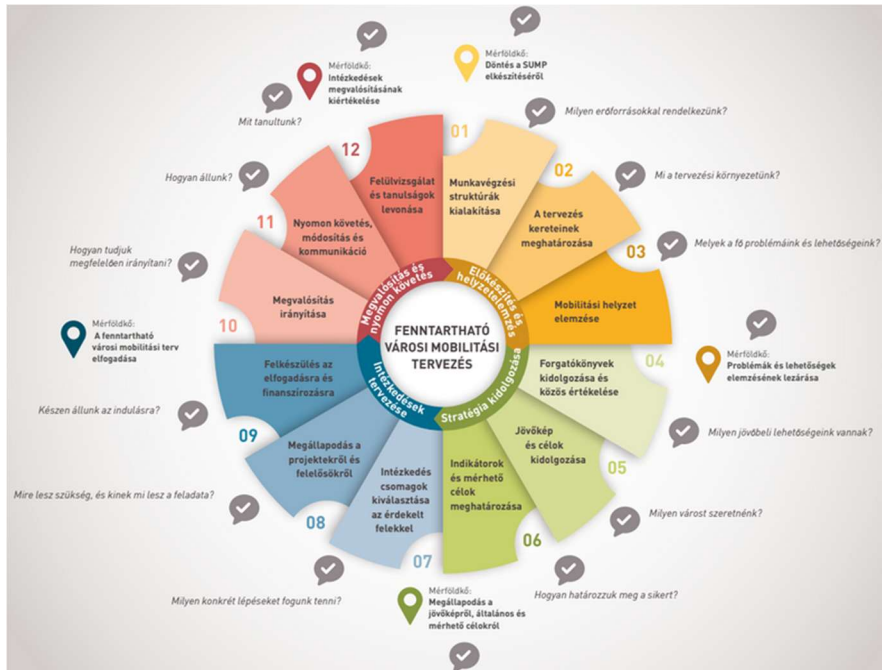 Mérföldkő:
Intézkedések
megvalósításának
kiértékelése
Mérföldkő:
Döntés a SUMP
elkészítéséről
Mit tanultunk?
Milyen erőforrásokkal rendelkezünk?
Hogyan állunk?
Mi a tervezési környezetünk?
Hogyan tudjuk
megfelelően irányítani?
Melyek a fő problémáink és lehetőségeink?
Mérföldkő:
A fenntartható
városi mobilitási terv
elfogadása
Mérföldkő:
Problémák és lehetőségek
elemzésének lezárása
Készen állunk az indulásra?
Milyen jövőbeli lehetőségeink vannak?
Mire lesz szükség, és kinek mi lesz a feladata?
Milyen várost szeretnénk?
Milyen konkrét lépéseket fogunk tenni?
Hogyan határozzuk meg a sikert?
Mérföldkő:
Megállapodás a
jövőképről, általános és
mérhető célokról
01
Munkavégzési
struktúrák
kialakítása
02
A tervezés
kereteinek
meghatározása
03
Mobilitási helyzet
elemzése
04
Forgatókönyvek
kidolgozása és
közös értékelése
05
Jövőkép
és célok
kidolgozása
06
Indikátorok
és mérhető
célok
meghatározása
07
Intézkedés
csomagok
kiválasztása
az érdekelt
felekkel
08
Megállapodás a
projektekről és
felelősökről
09
Felkészülés az
elfogadásra és
finanszírozásra
10
Megvalósítás
irányítása
11
Nyomon követés,
módosítás és
kommunikáció
12
Felülvizsgálat
és tanulságok
levonása
Előkészítés és
helyzetelemzés
Stratégia kidolgozása
Intézkedések
tervezése
Megvalósítás és
nyomon követés
FENNTARTHATÓ
VÁROSI MOBILITÁSI
TERVEZÉS